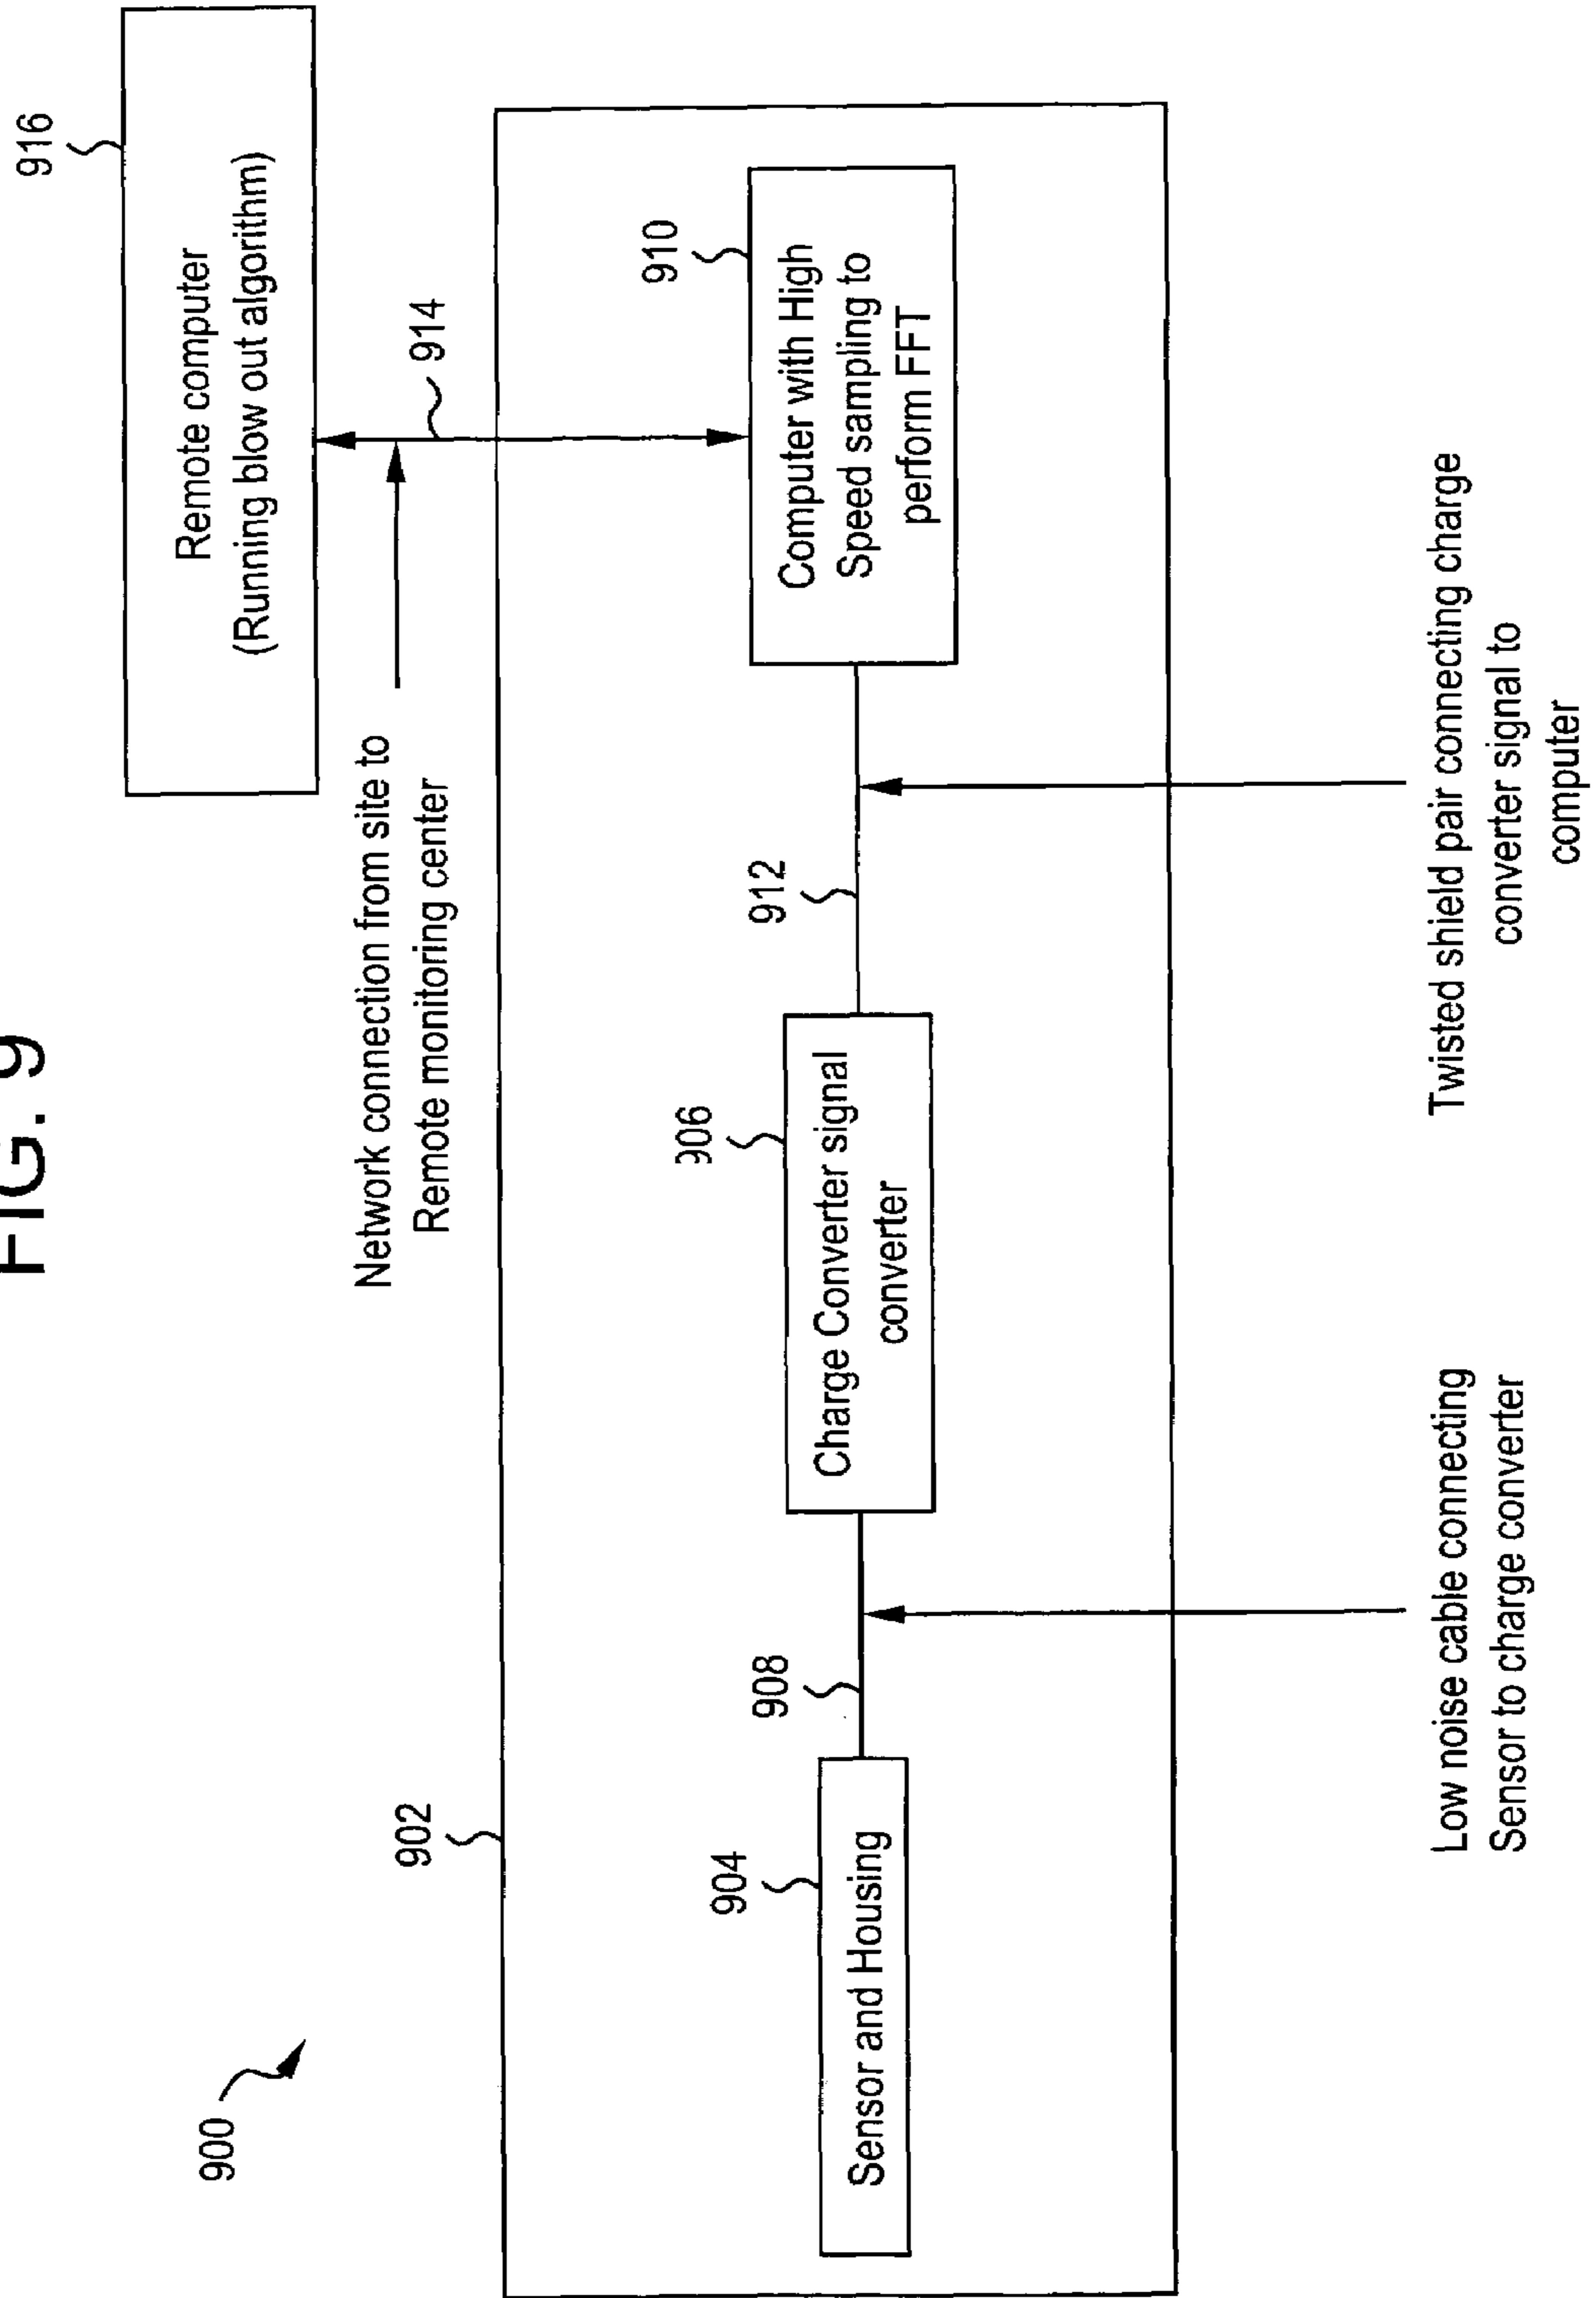 FIG. 9
916
Remote computer
(Running blow out algorithm)
900
Network connection from site to
Remote monitoring center
914
902
904
Sensor and Housing
908
906
Charge Converter signal
converter
912
910
Computer with High
Speed sampling to
perform FFT
Low noise cable connecting
Sensor to charge converter
Twisted shield pair connecting charge
converter signal to
computer